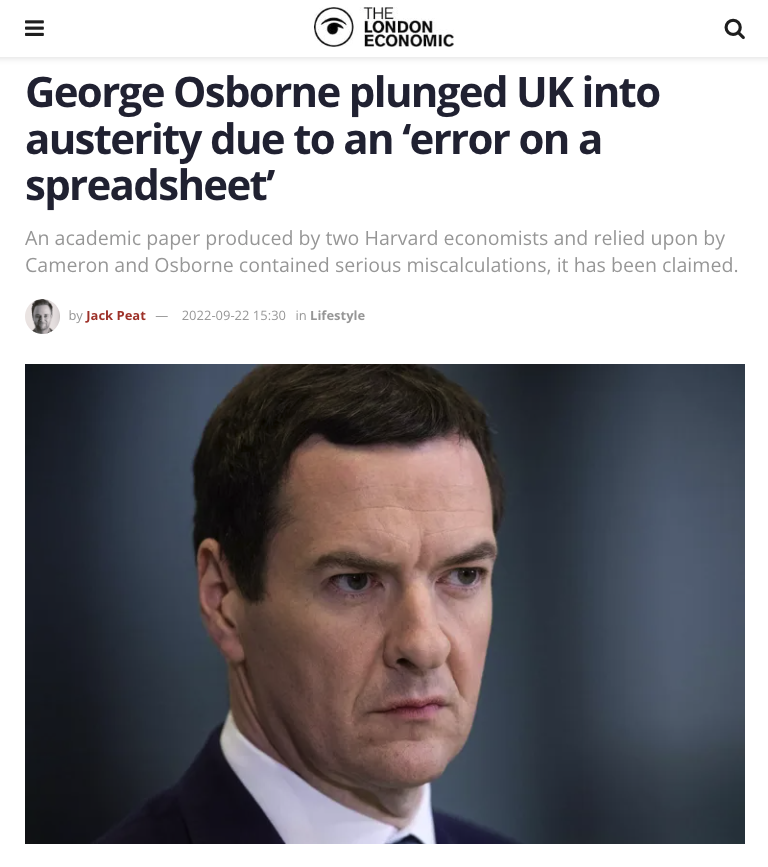 THE
LONDON
ECONOMIC
George Osborne plunged UK into
austerity due to an ‘error on a
spreadsheet’
An academic paper produced by two Harvard economists and relied upon by
Cameron and Osborne contained serious miscalculations, it has been claimed.
by Jack Peat — 2022-09-22 15:30 in Lifestyle